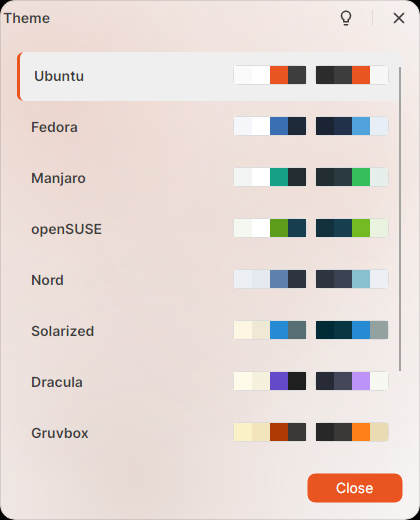 Theme
Ubuntu
Fedora
Manjaro
openSUSE
Nord
Solarized
Dracula
Gruvbox
Close